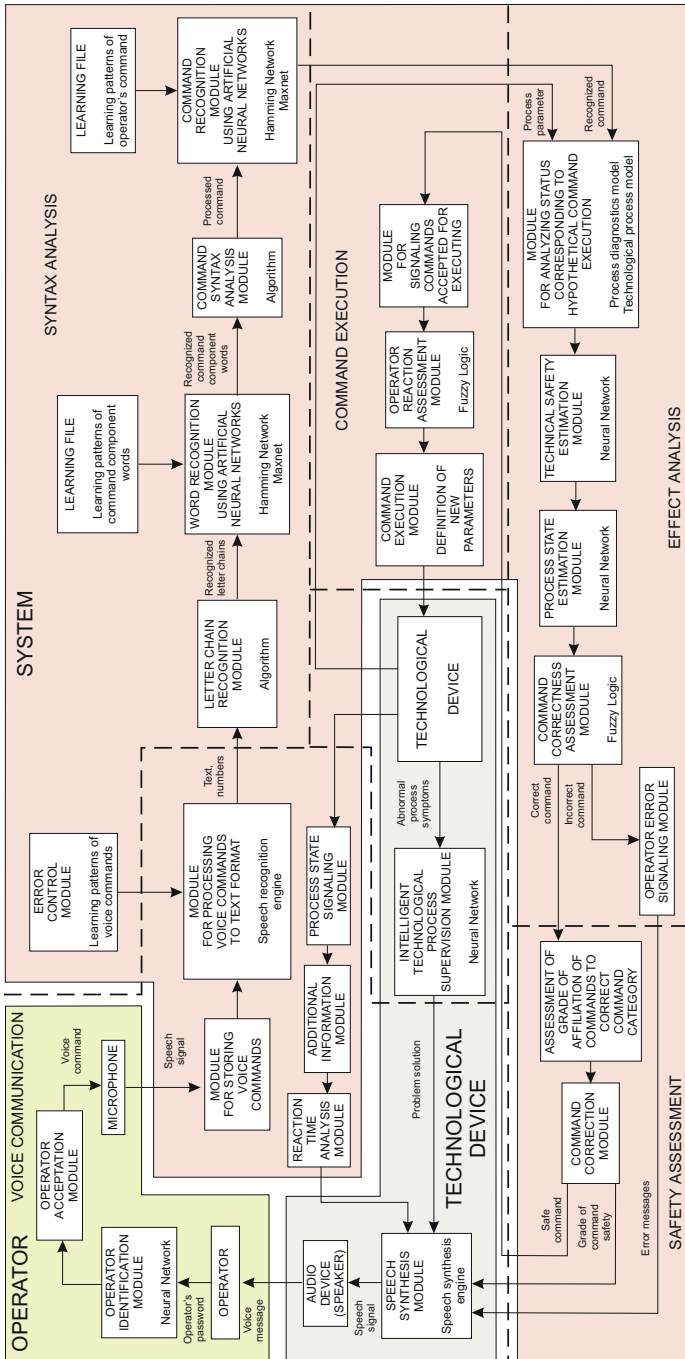 OPERATOR
VOICE COMMUNICATION
OPERATOR
ACCEPTATION
MODULE
Voice
command
MICROPHONE
OPERATOR
IDENTIFICATION
MODULE
Neural Network
Operator's
password
OPERATOR
Voice
message
Speech
signal
SYSTEM
ERROR
CONTROL
MODULE
Learning patterns of
voice commands
MODULE
FOR STORING
VOICE
COMMANDS
MODULE
FOR PROCESSING
VOICE COMMANDS
TO TEXT FORMAT
Speech recognition
engine
Text,
numbers
LETTER CHAIN
RECOGNITION
MODULE
Algorithm
Recognized
letter chains
SYNTAX ANALYSIS
LEARNING FILE
Learning patterns of
command component
words
WORD RECOGNITION
MODULE
USING ARTIFICIAL
NEURAL NETWORKS
Hamming Network
Maxnet
Recognized
command
component
words
COMMAND
SYNTAX
ANALYSIS
MODULE
Algorithm
Processed
command
LEARNING FILE
Learning patterns of
operator's command
COMMAND
RECOGNITION
MODULE
USING ARTIFICIAL
NEURAL NETWORKS
Hamming Network
Maxnet
REACTION
TIME
ANALYSIS
MODULE
ADDITIONAL
INFORMATION
MODULE
PROCESS STATE
SIGNALING
MODULE
COMMAND EXECUTION
COMMAND
EXECUTION
MODULE
DEFINITION OF
NEW
PARAMETERS
OPERATOR
REACTION
ASSESSMENT
MODULE
Fuzzy Logic
MODULE
FOR
SIGNALING
COMMANDS
ACCEPTED FOR
EXECUTING
AUDIO
DEVICE
(SPEAKER)
Speech
signal
SPEECH
SYNTHESIS
MODULE
Speech synthesis
engine
Problem solution
TECHNOLOGICAL
DEVICE
INTELLIGENT
TECHNOLOGICAL
PROCESS
SUPERVISION MODULE
Neural Network
Abnormal
process
symptoms
TECHNOLOGICAL
DEVICE
Process
parameter
Recognized
command
SAFETY ASSESSMENT
Safe
command
Grade of
command
safety
Error messages
COMMAND
CORRECTION
MODULE
ASSESSMENT OF
GRADE OF
AFFILIATION OF
COMMANDS TO
CORRECT
COMMAND
CATEGORY
EFFECT ANALYSIS
Correct
command
Incorrect
command
OPERATOR ERROR
SIGNALING MODULE
COMMAND
CORRECTNESS
ASSESSMENT
MODULE
Fuzzy Logic
PROCESS STATE
ESTIMATION
MODULE
Neural Network
TECHNICAL SAFETY
ESTIMATION
MODULE
Neural Network
MODULE
FOR ANALYZING STATUS
CORRESPONDING TO
HYPOTHETICAL COMMAND
EXECUTION
Process diagnostics model
Technological process model